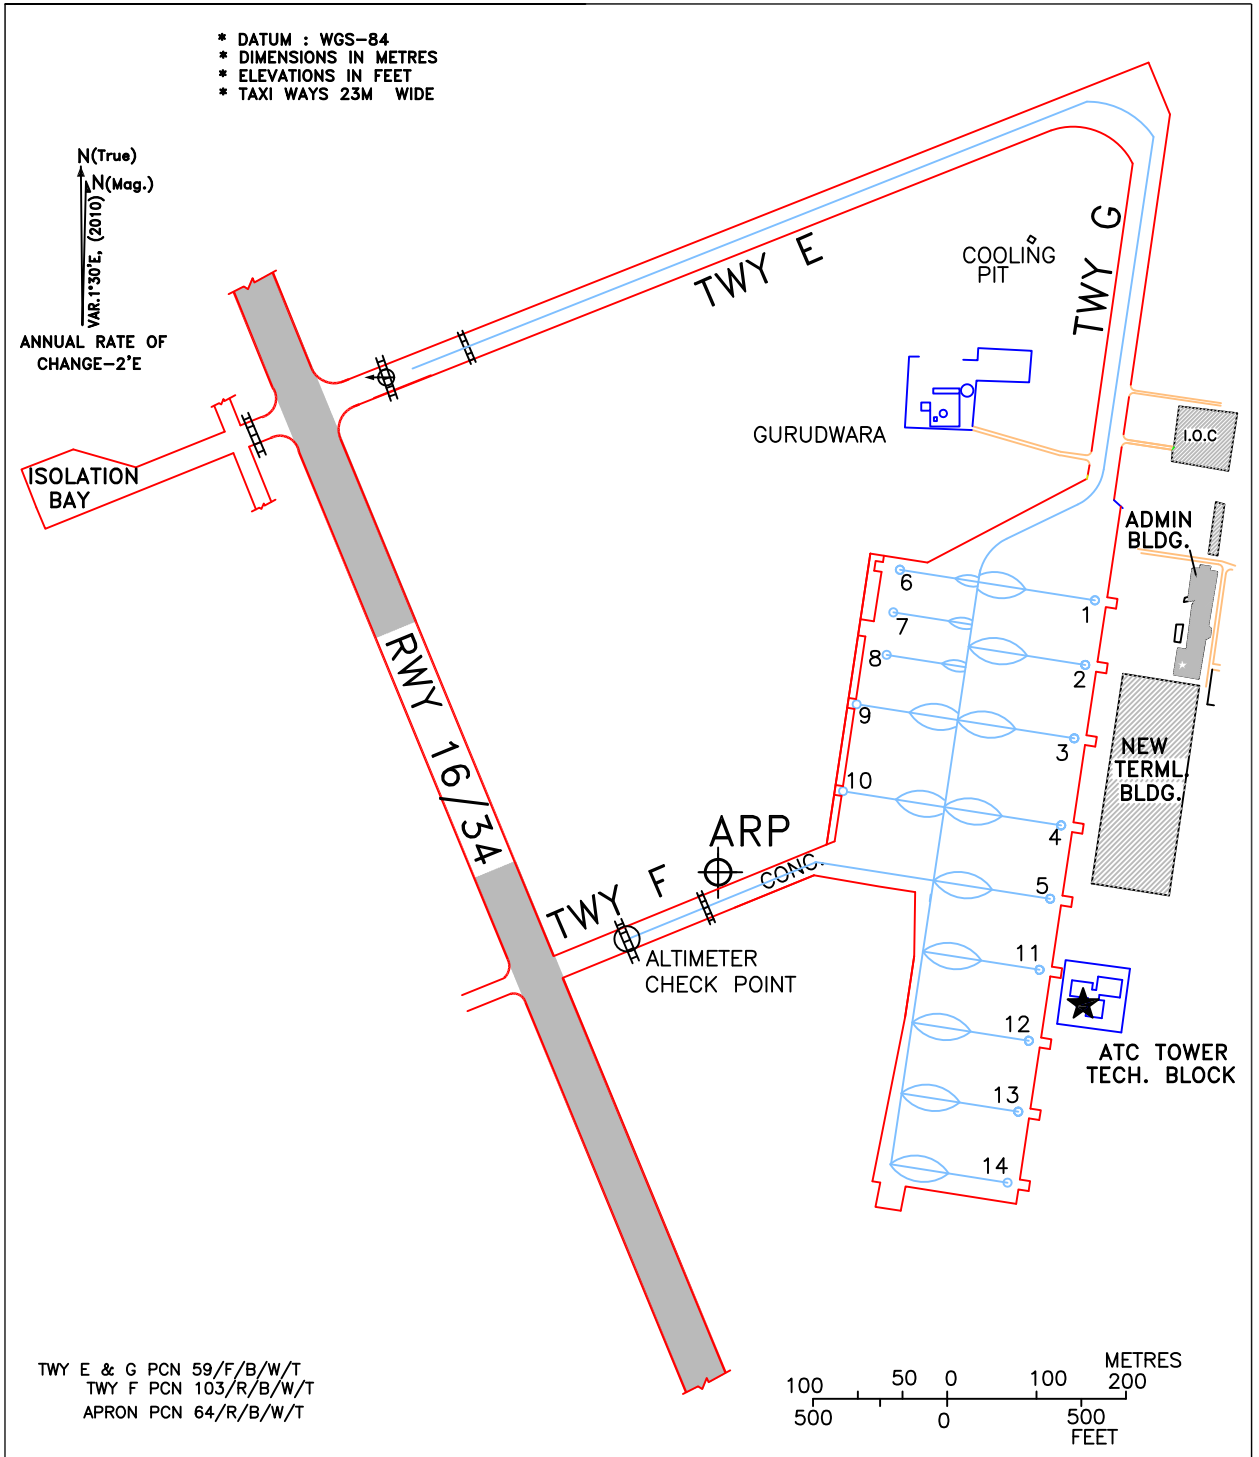 * DATUM : WGS-84
* DIMENSIONS IN METRES
* ELEVATIONS IN FEET
* TAXI WAYS 23M WIDE
N(True)
N(Mag.)
VAR.1°30'E, (2010)
ANNUAL RATE OF
CHANGE-2'E
TWY E
TWY G
COOLING
PIT
GURUDWARA
I.O.C
ISOLATION
BAY
ADMIN
BLDG.
6
1
7
8
2
9
3
NEW
TERML.
BLDG.
10
4
RWY 16/34
ARP
CONC.
TWY F
5
ALTIMETER
CHECK POINT
11
12
ATC TOWER
TECH. BLOCK
13
14
TWY E & G PCN 59/F/B/W/T
TWY F PCN 103/R/B/W/T
APRON PCN 64/R/B/W/T
METRES
100 50 0 100 200
500 0 500
FEET